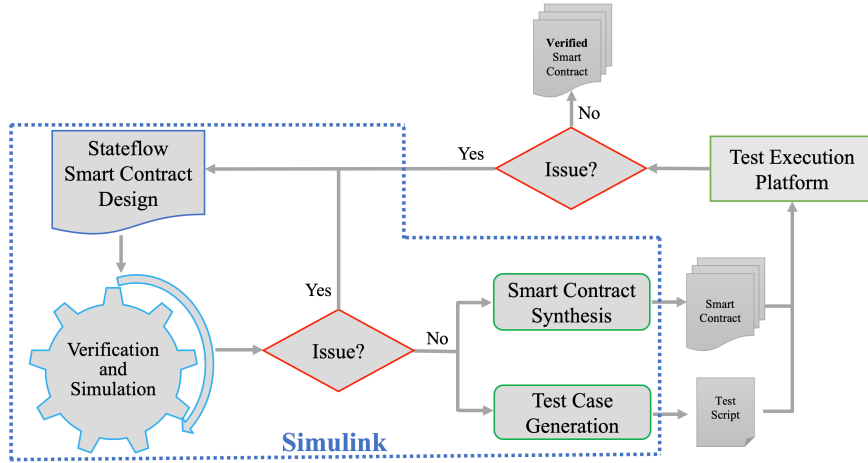 Verified
Smart
Contract
No
Stateflow
Smart Contract
Design
Yes
Issue?
Test Execution
Platform
Yes
Smart Contract
Synthesis
Smart
Contract
Verification
and
Simulation
Issue?
No
Test Case
Generation
Test
Script
Simulink